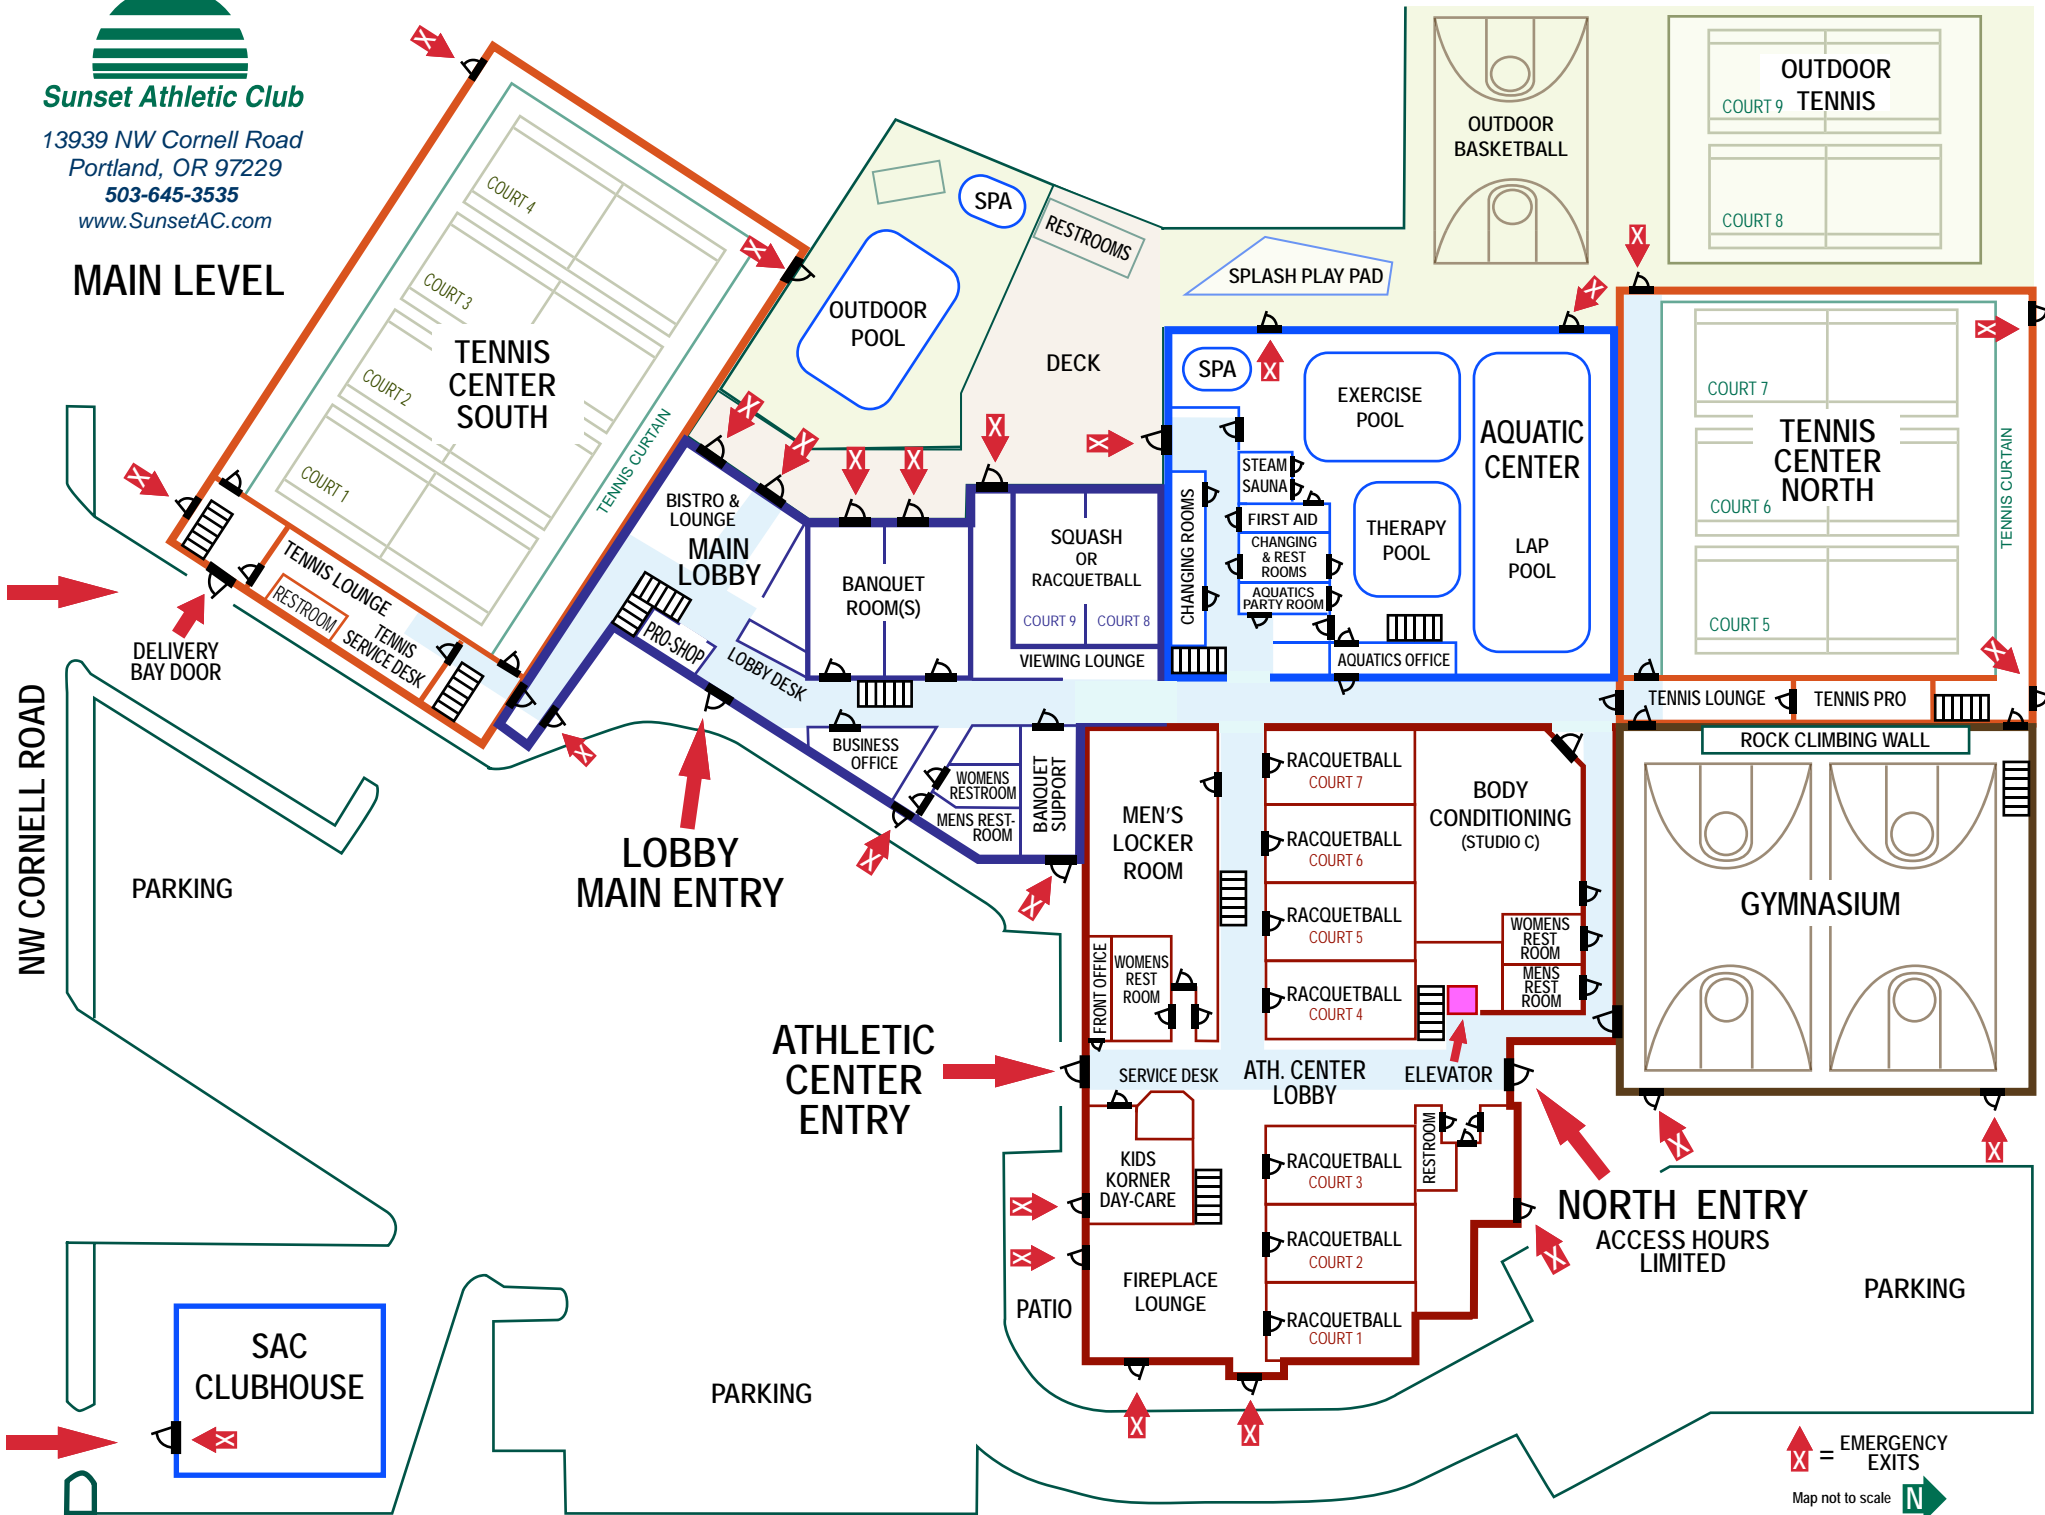 Sunset Athletic Club
13939 NW Cornell Road
Portland, OR 97229
503-645-3535
www.SunsetAC.com
MAIN LEVEL
X
X
COURT 4
COURT 3
COURT 2
COURT 1
TENNIS
CENTER
SOUTH
TENNIS CURTAIN
X
TENNIS LOUNGE
RESTROOM
TENNIS
SERVICE DESK
DELIVERY
BAY DOOR
SPA
RESTROOMS
OUTDOOR
POOL
DECK
X
X
X
X
X
X
BISTRO &
LOUNGE
MAIN
LOBBY
PRO-SHOP
LOBBY DESK
BANQUET
ROOM(S)
SQUASH
OR
RACQUETBALL
COURT 9
COURT 8
VIEWING LOUNGE
SPLASH PLAY PAD
OUTDOOR
BASKETBALL
OUTDOOR
TENNIS
COURT 9
COURT 8
X
X
X
SPA
EXERCISE
POOL
AQUATIC
CENTER
STEAM
SAUNA
FIRST AID
CHANGING
& REST
ROOMS
AQUATICS
PARTY ROOM
CHANGING ROOMS
THERAPY
POOL
LAP
POOL
AQUATICS OFFICE
X
COURT 7
TENNIS
CENTER
NORTH
COURT 6
COURT 5
TENNIS CURTAIN
X
TENNIS LOUNGE
TENNIS PRO
ROCK CLIMBING WALL
GYMNASIUM
X
X
X
BUSINESS
OFFICE
WOMENS
RESTROOM
MENS REST-
ROOM
BANQUET
SUPPORT
X
X
LOBBY
MAIN ENTRY
NW CORNELL ROAD
PARKING
MEN'S
LOCKER
ROOM
FRONT OFFICE
WOMENS
REST
ROOM
RACQUETBALL
COURT 7
RACQUETBALL
COURT 6
RACQUETBALL
COURT 5
RACQUETBALL
COURT 4
BODY
CONDITIONING
(STUDIO C)
WOMENS
REST
ROOM
MENS
REST
ROOM
ATHLETIC
CENTER
ENTRY
SERVICE DESK
ATH. CENTER
LOBBY
ELEVATOR
KIDS
KORNER
DAY-CARE
RESTROOM
RACQUETBALL
COURT 3
RACQUETBALL
COURT 2
RACQUETBALL
COURT 1
X
X
PATIO
FIREPLACE
LOUNGE
X
X
X
NORTH ENTRY
ACCESS HOURS
LIMITED
PARKING
SAC
CLUBHOUSE
X
PARKING
X = EMERGENCY
EXITS
Map not to scale N